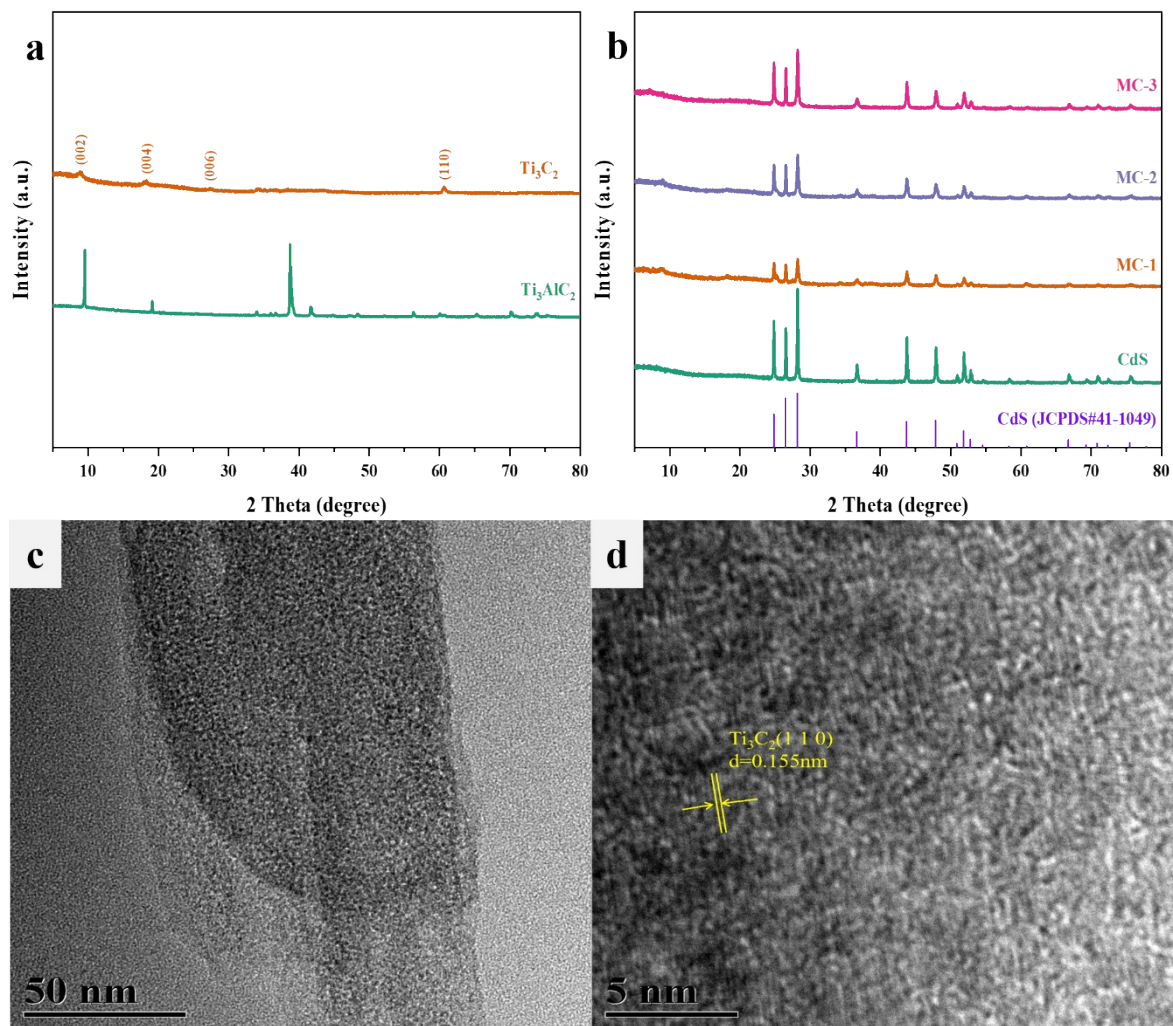 a
(002)
(004)
(006)
(110)
Ti₃C₂
Ti₃AlC₂
Intensity (a.u.)
10 20 30 40 50 60 70 80
2 Theta (degree)
b
MC-3
MC-2
MC-1
CdS
CdS (JCPDS#41-1049)
Intensity (a.u.)
10 20 30 40 50 60 70 80
2 Theta (degree)
c
50 nm
d
Ti₃C₂(1 1 0)
d=0.155nm
5 nm